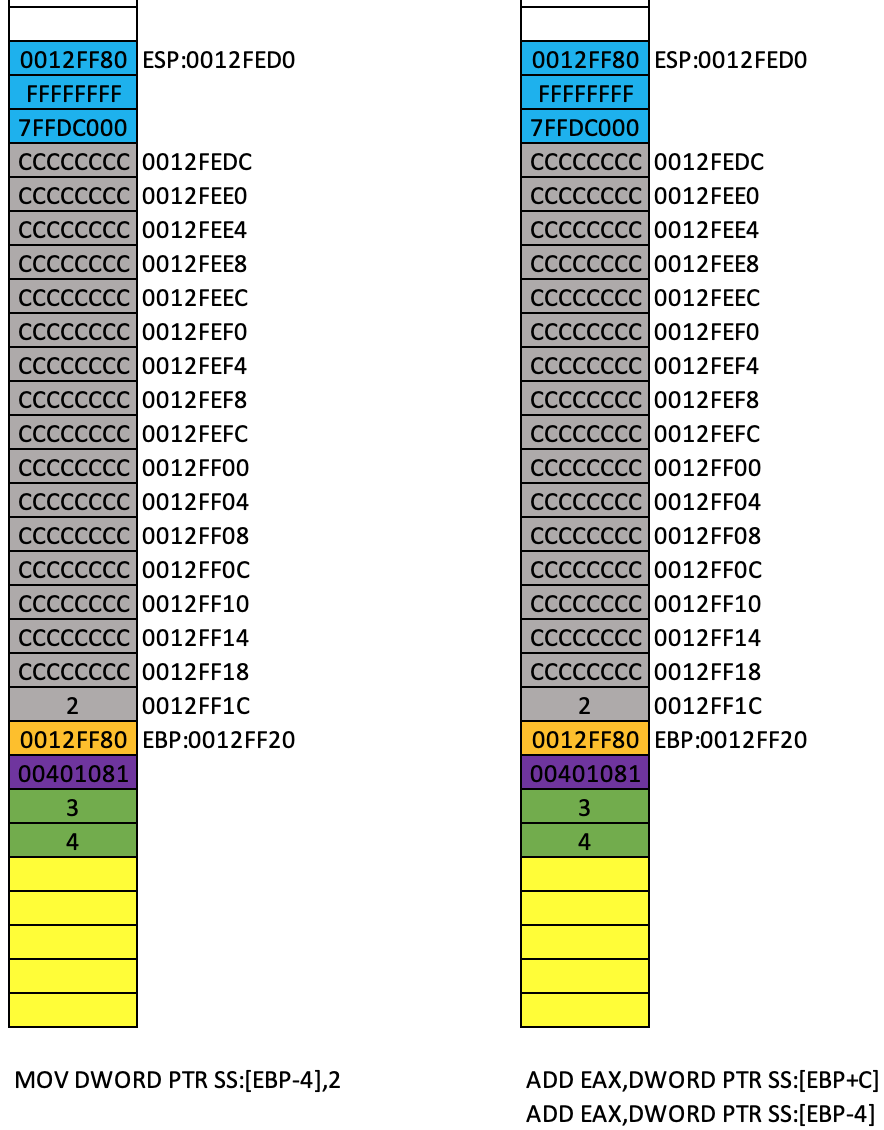 0012FF80 ESP:0012FED0 0012FF80 ESP:0012FED0
FFFFFFFF FFFFFFFF
7FFDC000 7FFDC000
CCCCCCCC 0012FEDC CCCCCCCC 0012FEDC
CCCCCCCC 0012FEE0 CCCCCCCC 0012FEE0
CCCCCCCC 0012FEE4 CCCCCCCC 0012FEE4
CCCCCCCC 0012FEE8 CCCCCCCC 0012FEE8
CCCCCCCC 0012FEEC CCCCCCCC 0012FEEC
CCCCCCCC 0012FEF0 CCCCCCCC 0012FEF0
CCCCCCCC 0012FEF4 CCCCCCCC 0012FEF4
CCCCCCCC 0012FEF8 CCCCCCCC 0012FEF8
CCCCCCCC 0012FEFC CCCCCCCC 0012FEFC
CCCCCCCC 0012FF00 CCCCCCCC 0012FF00
CCCCCCCC 0012FF04 CCCCCCCC 0012FF04
CCCCCCCC 0012FF08 CCCCCCCC 0012FF08
CCCCCCCC 0012FF0C CCCCCCCC 0012FF0C
CCCCCCCC 0012FF10 CCCCCCCC 0012FF10
CCCCCCCC 0012FF14 CCCCCCCC 0012FF14
CCCCCCCC 0012FF18 CCCCCCCC 0012FF18
2 0012FF1C 2 0012FF1C
0012FF80 EBP:0012FF20 0012FF80 EBP:0012FF20
00401081 00401081
3 3
4 4
MOV DWORD PTR SS:[EBP-4],2 ADD EAX,DWORD PTR SS:[EBP+C]
ADD EAX,DWORD PTR SS:[EBP-4]